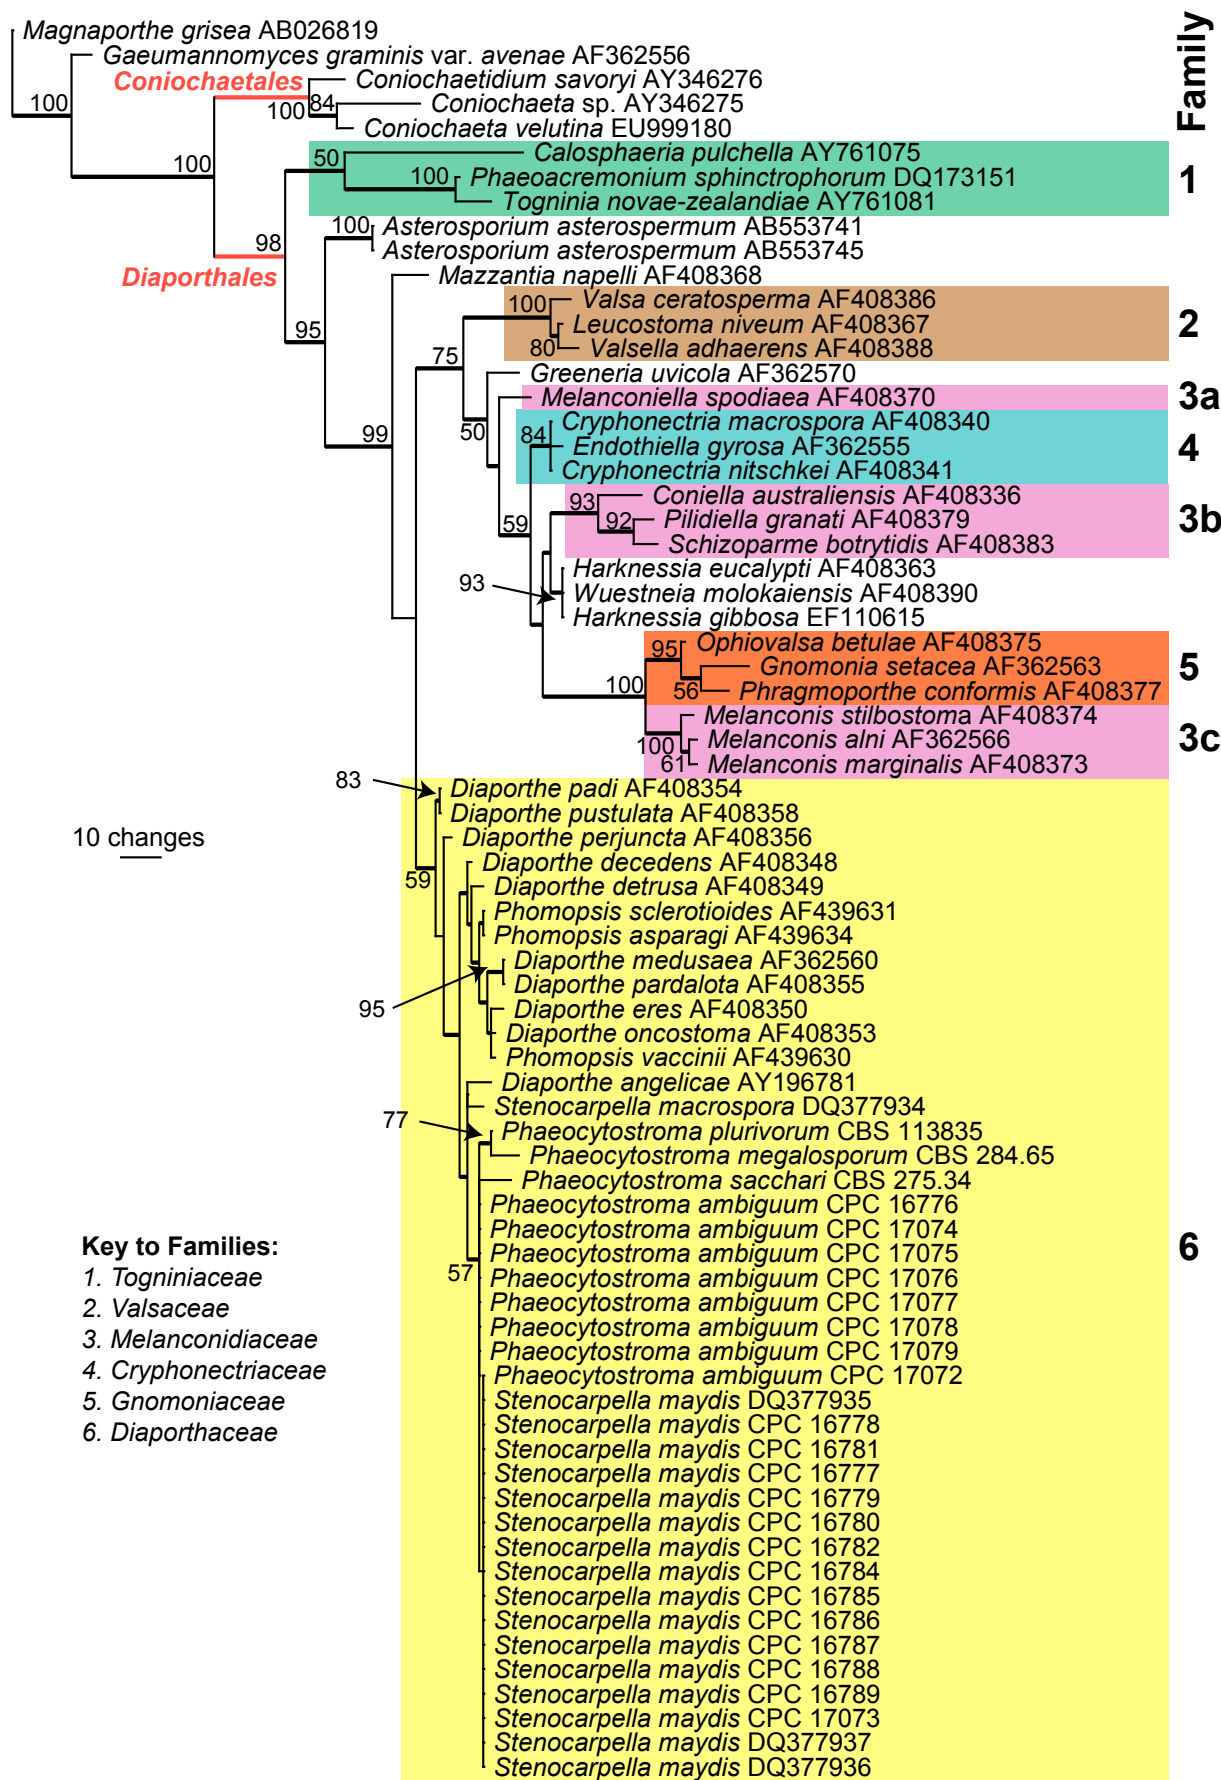 Family
Magnaporthe grisea AB026819
Gaeumannomyces graminis var. avenae AF362556
Coniochaetales
Coniochaetidium savoryi AY346276
100
84
Coniochaeta sp. AY346275
100
Coniochaeta velutina EU999180
50
Calosphaeria pulchella AY761075
100
100
Phaeoacremonium sphinctrophorum DQ173151
1
Togninia novae-zealandiae AY761081
100
Asterosporium asterospermum AB553741
98
Asterosporium asterospermum AB553745
Diaporthales
Mazzantia napelli AF408368
100
Valsa ceratosperma AF408386
95
Leucostoma niveum AF408367
2
80
Valsella adhaerens AF408388
75
Greeneria uvicola AF362570
Melanconiella spodiaea AF408370
3a
50
Cryphonectria macrospora AF408340
99
84
Endothiella gyrosa AF362555
4
Cryphonectria nitschkei AF408341
93
Coniella australiensis AF408336
59
92
Pilidiella granati AF408379
3b
Schizoparme botrytidis AF408383
Harknessia eucalypti AF408363
93
Wuestneia molokaiensis AF408390
Harknessia gibbosa EF110615
95
Ophiovalsa betulae AF408375
Gnomonia setacea AF362563
5
100
56
Phragmoporthe conformis AF408377
Melanconis stilbostoma AF408374
100
Melanconis alni AF362566
3c
61
Melanconis marginalis AF408373
83
Diaporthe padi AF408354
Diaporthe pustulata AF408358
10 changes
Diaporthe perjuncta AF408356
Diaporthe decedens AF408348
59
Diaporthe detrusa AF408349
Phomopsis sclerotioides AF439631
Phomopsis asparagi AF439634
Diaporthe medusaea AF362560
Diaporthe pardalota AF408355
95
Diaporthe eres AF408350
Diaporthe oncostoma AF408353
Phomopsis vaccinii AF439630
Diaporthe angelicae AY196781
Stenocarpella macrospora DQ377934
77
Phaeocytostroma plurivorum CBS 113835
Phaeocytostroma megalosporum CBS 284.65
Phaeocytostroma sacchari CBS 275.34
Phaeocytostroma ambiguum CPC 16776
Phaeocytostroma ambiguum CPC 17074
Phaeocytostroma ambiguum CPC 17075
6
57
Phaeocytostroma ambiguum CPC 17076
Phaeocytostroma ambiguum CPC 17077
Phaeocytostroma ambiguum CPC 17078
Phaeocytostroma ambiguum CPC 17079
Phaeocytostroma ambiguum CPC 17072
Stenocarpella maydis DQ377935
Stenocarpella maydis CPC 16778
Stenocarpella maydis CPC 16781
Stenocarpella maydis CPC 16777
Stenocarpella maydis CPC 16779
Stenocarpella maydis CPC 16780
Stenocarpella maydis CPC 16782
Stenocarpella maydis CPC 16784
Stenocarpella maydis CPC 16785
Stenocarpella maydis CPC 16786
Stenocarpella maydis CPC 16787
Stenocarpella maydis CPC 16788
Stenocarpella maydis CPC 16789
Stenocarpella maydis CPC 17073
Stenocarpella maydis DQ377937
Stenocarpella maydis DQ377936
Key to Families:
1. Togniniaceae
2. Valsaceae
3. Melanconidiaceae
4. Cryphonectriaceae
5. Gnomoniaceae
6. Diaporthaceae